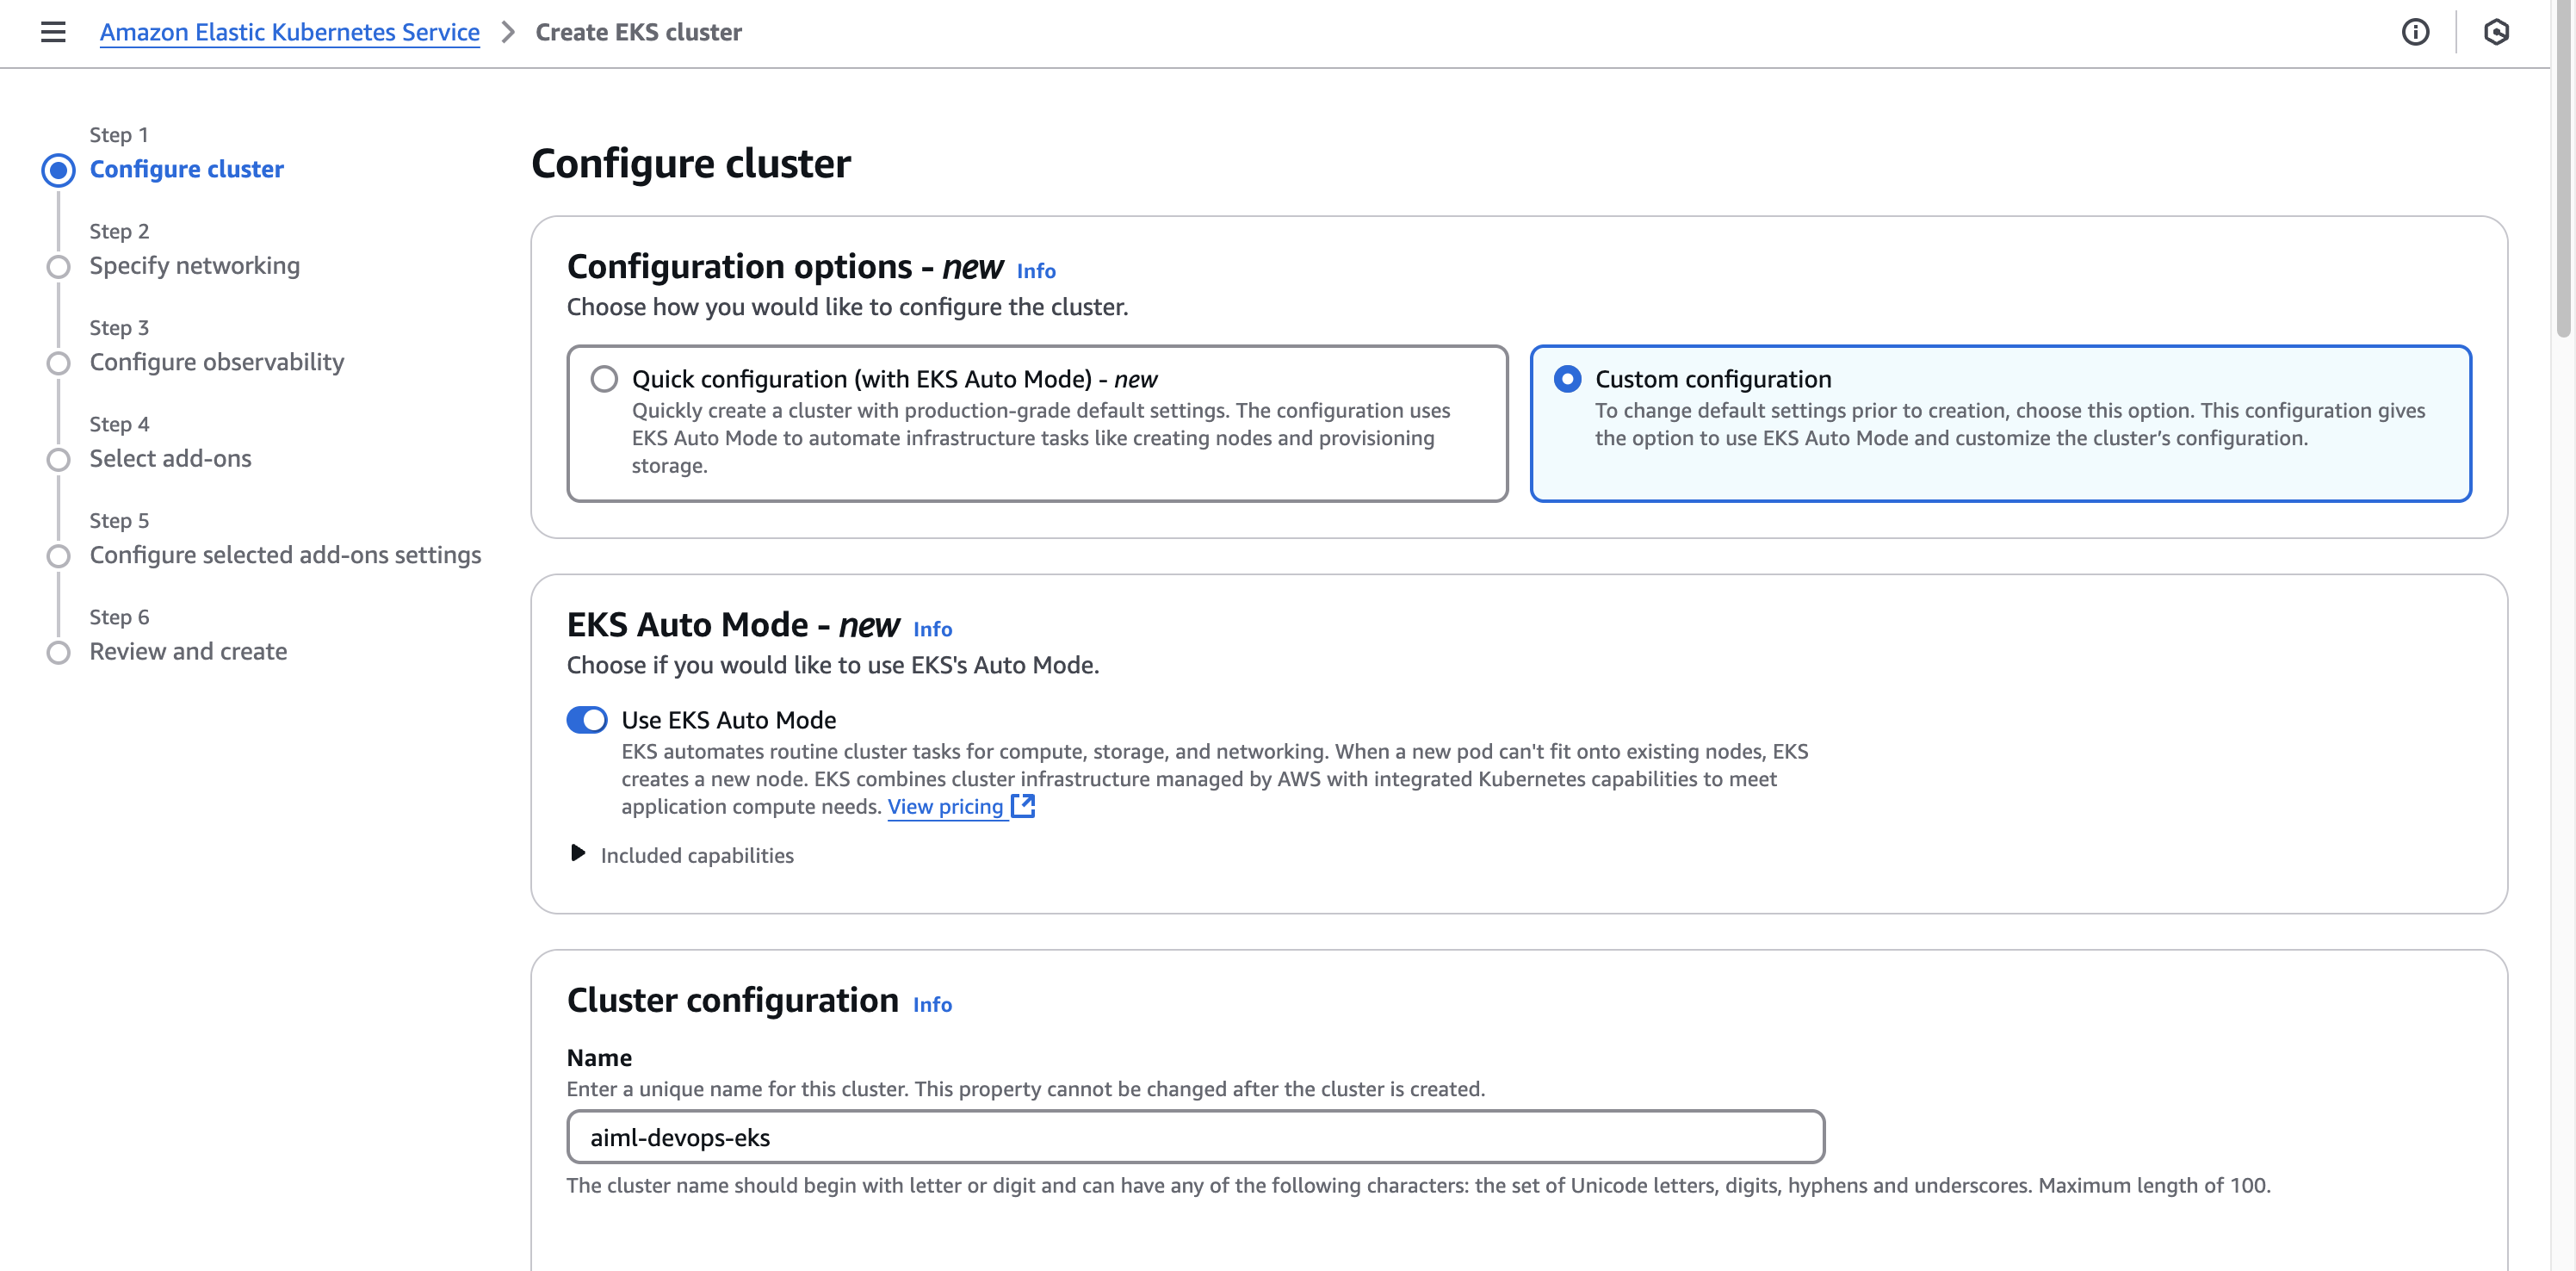 Amazon Elastic Kubernetes Service
Create EKS cluster
Step 1
Configure cluster
Step 2
Specify networking
Step 3
Configure observability
Step 4
Select add-ons
Step 5
Configure selected add-ons settings
Step 6
Review and create
Configure cluster
Configuration options - new Info
Choose how you would like to configure the cluster.
Quick configuration (with EKS Auto Mode) - new
Quickly create a cluster with production-grade default settings. The configuration uses
EKS Auto Mode to automate infrastructure tasks like creating nodes and provisioning
storage.
Custom configuration
To change default settings prior to creation, choose this option. This configuration gives
the option to use EKS Auto Mode and customize the cluster’s configuration.
EKS Auto Mode - new Info
Choose if you would like to use EKS's Auto Mode.
Use EKS Auto Mode
EKS automates routine cluster tasks for compute, storage, and networking. When a new pod can't fit onto existing nodes, EKS
creates a new node. EKS combines cluster infrastructure managed by AWS with integrated Kubernetes capabilities to meet
application compute needs. View pricing
Included capabilities
Cluster configuration Info
Name
Enter a unique name for this cluster. This property cannot be changed after the cluster is created.
aiml-devops-eks
The cluster name should begin with letter or digit and can have any of the following characters: the set of Unicode letters, digits, hyphens and underscores. Maximum length of 100.